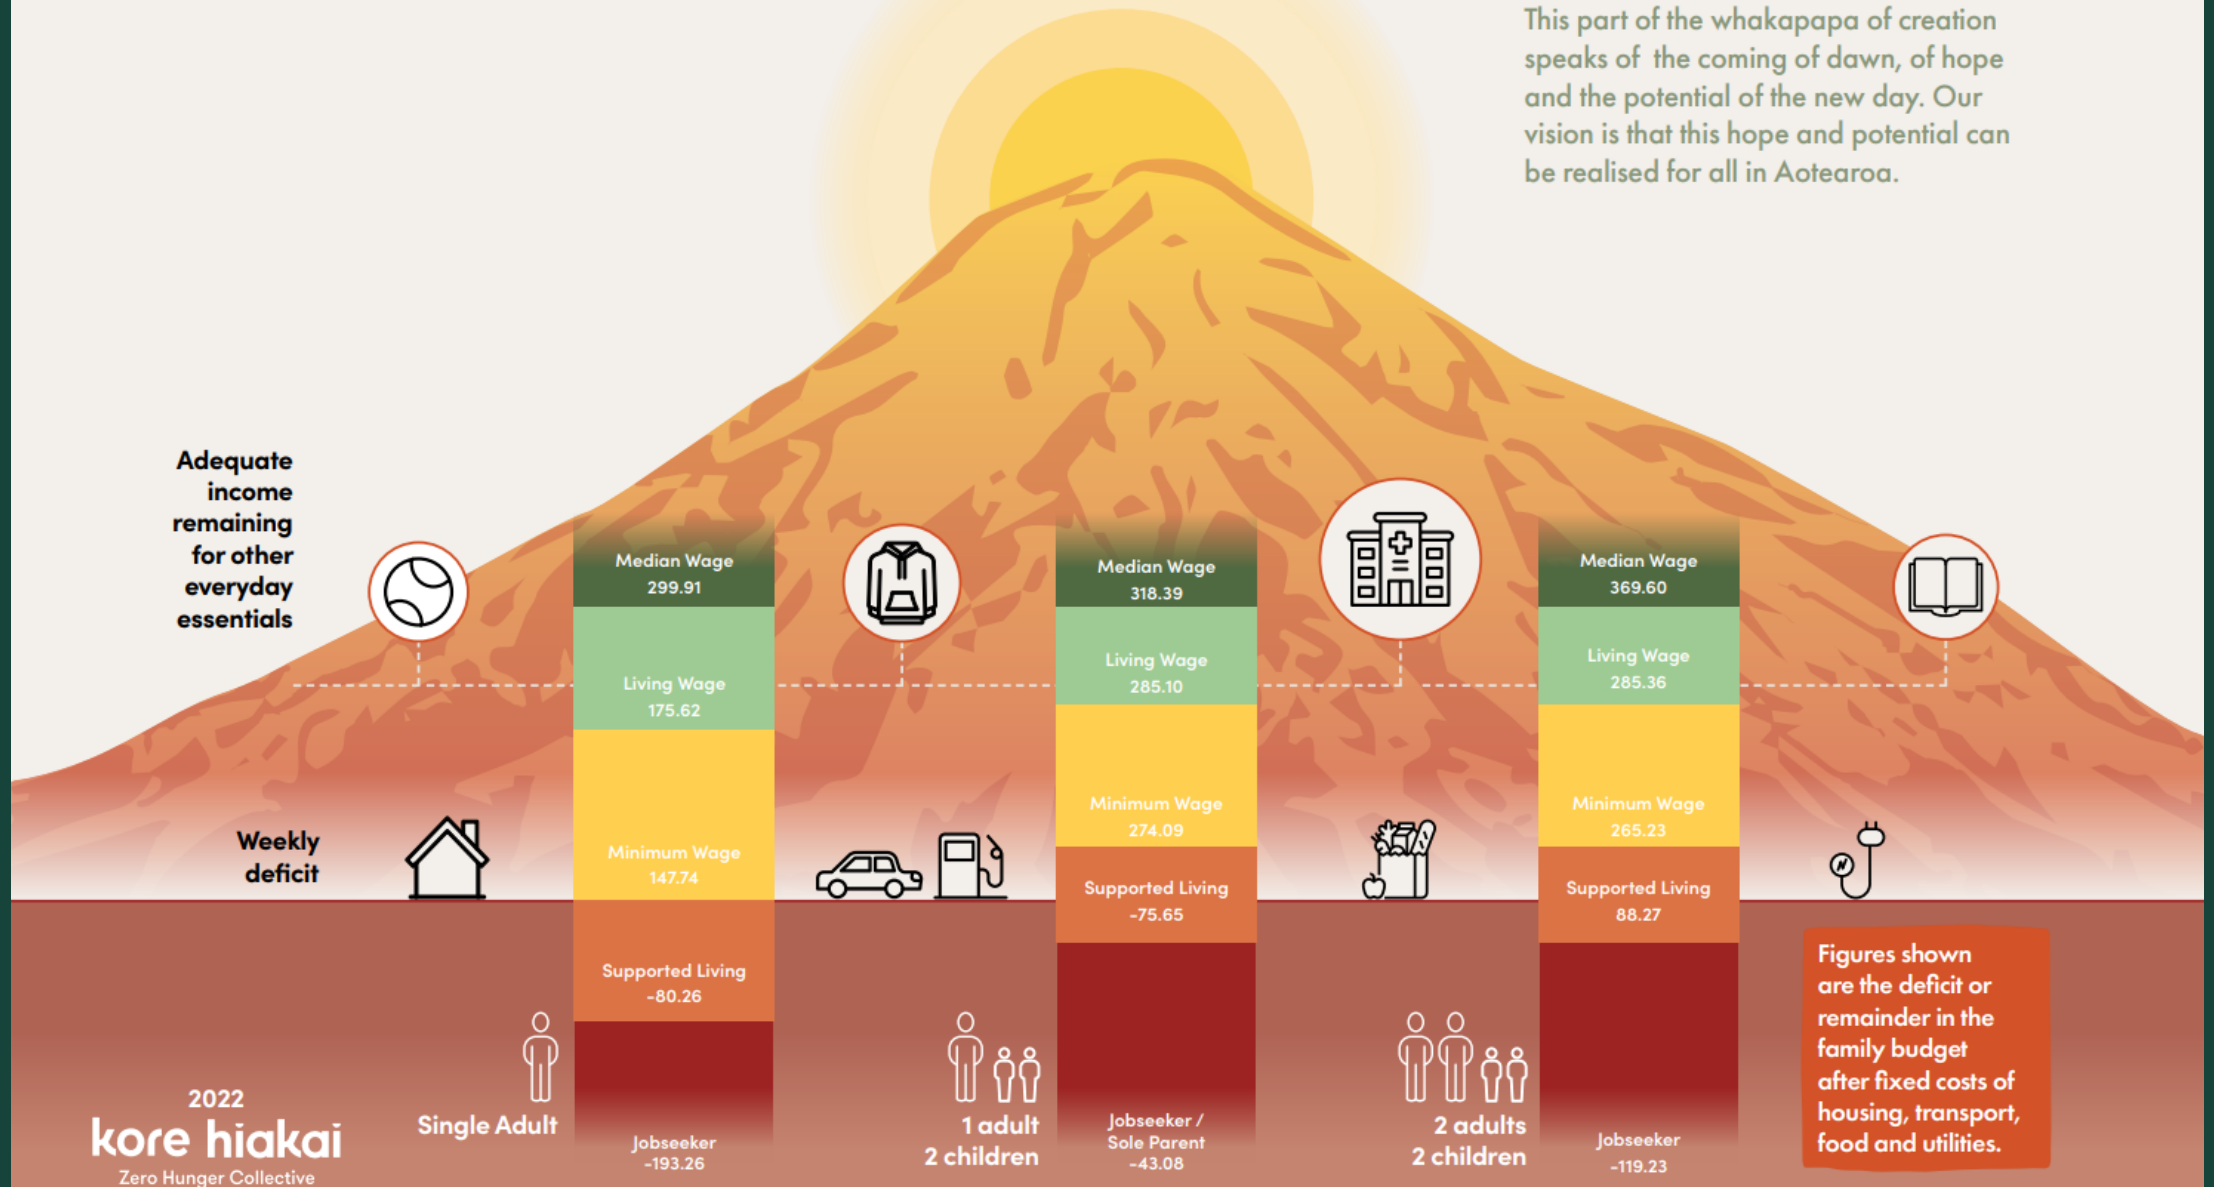 This part of the whakapapa of creation
speaks of the coming of dawn, of hope
and the potential of the new day. Our
vision is that this hope and potential can
be realised for all in Aotearoa.
Adequate
income
remaining
for other
everyday
essentials
Median Wage
299.91
Living Wage
175.62
Minimum Wage
147.74
Supported Living
-80.26
Jobseeker
-193.26
Median Wage
318.39
Living Wage
285.10
Minimum Wage
274.09
Supported Living
-75.65
Jobseeker /
Sole Parent
-43.08
Median Wage
369.60
Living Wage
285.36
Minimum Wage
265.23
Supported Living
88.27
Jobseeker
-119.23
Weekly
deficit
Single Adult
1 adult
2 children
2 adults
2 children
Figures shown
are the deficit or
remainder in the
family budget
after fixed costs of
housing, transport,
food and utilities.
2022
kore hiakai
Zero Hunger Collective